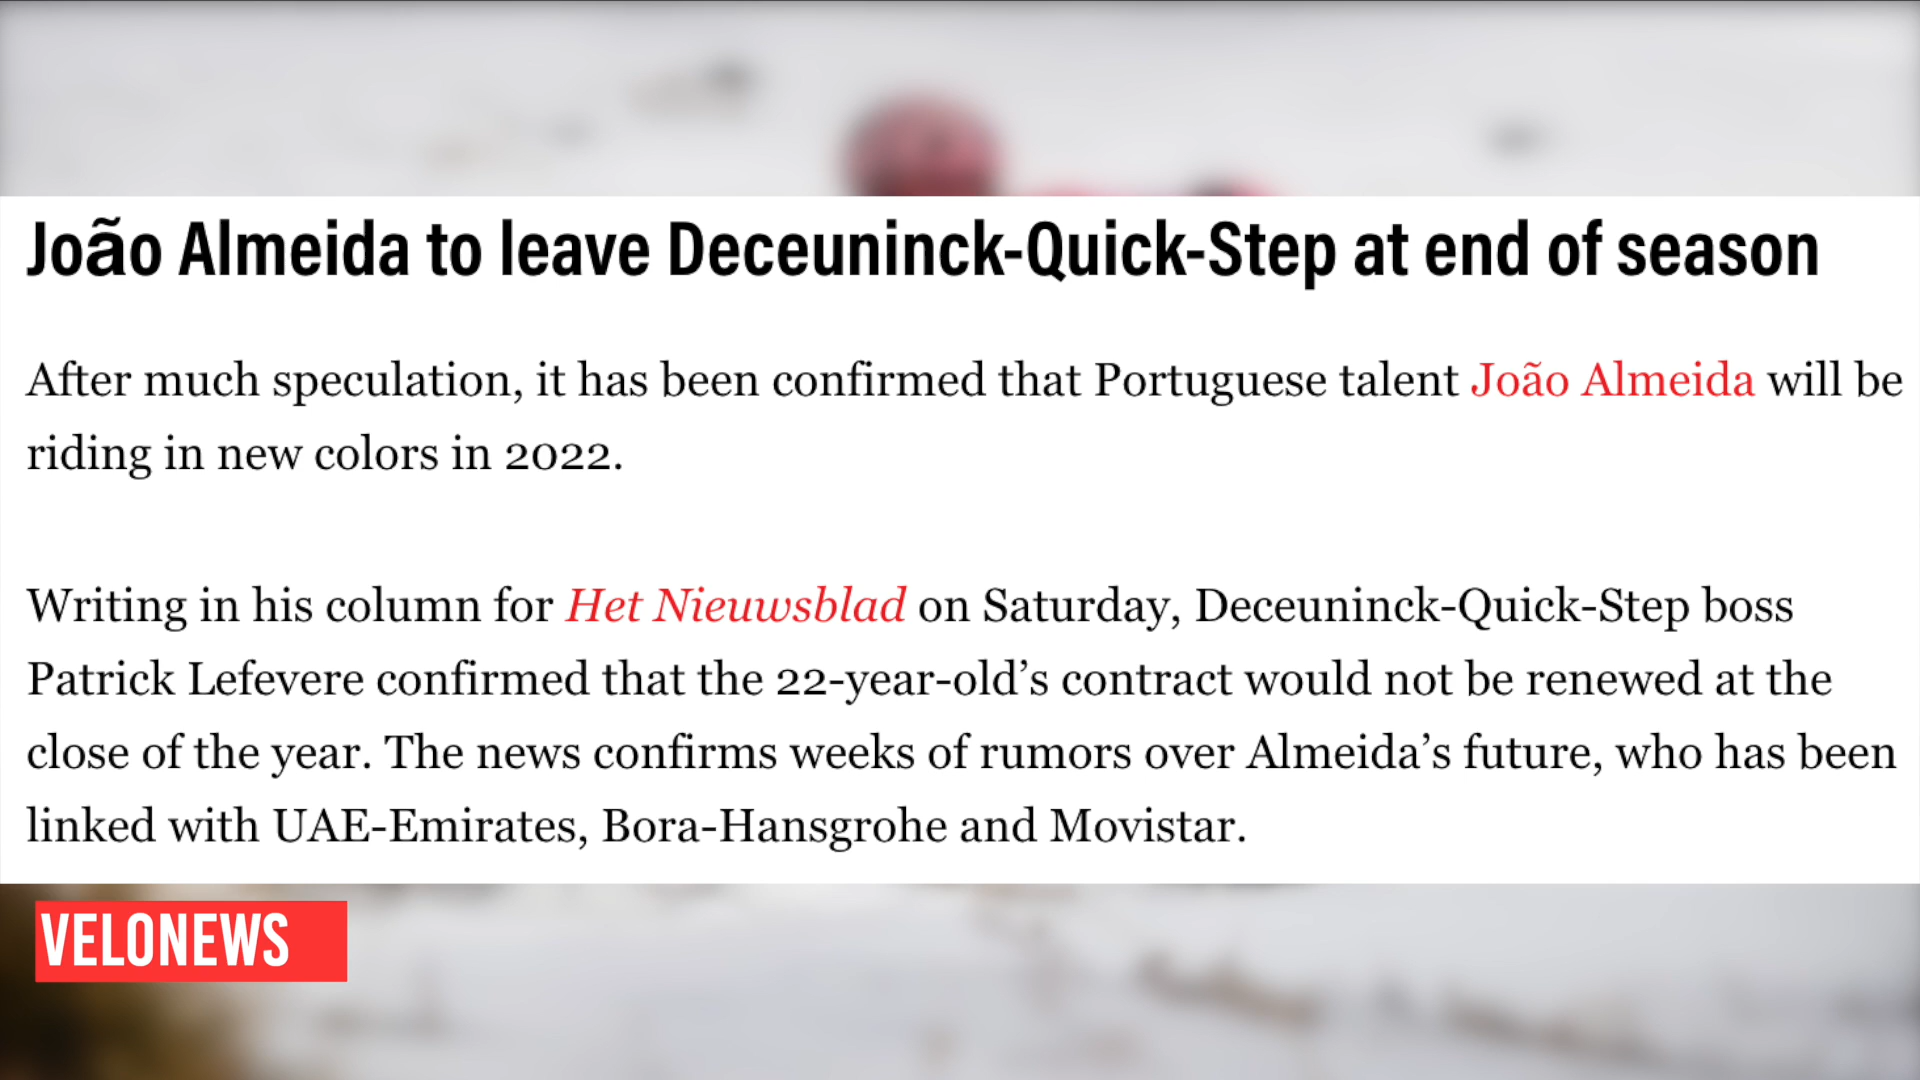 João Almeida to leave Deceuninck-Quick-Step at end of season
After much speculation, it has been confirmed that Portuguese talent João Almeida will be
riding in new colors in 2022.
Writing in his column for Het Nieuwsblad on Saturday, Deceuninck-Quick-Step boss
Patrick Lefevere confirmed that the 22-year-old’s contract would not be renewed at the
close of the year. The news confirms weeks of rumors over Almeida’s future, who has been
linked with UAE-Emirates, Bora-Hansgrohe and Movistar.
VELONEWS